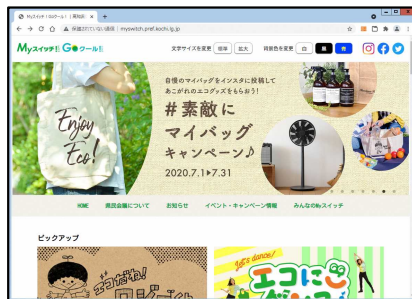 Myスイッチ!! Goクール!! | 高知県
保護されていない通信 | myswitch.pref.kochi.lg.jp
Myスイッチ!! Goクール!!
文字サイズを変更 標準 拡大 背景色を変更 白 黒 青
Enjoy
Eco!
自慢のマイバッグをインスタに投稿して
あこがれのエコグッズをもらおう!
#素敵に
マイバッグ
キャンペーン♪
2020.7.1▶7.31
HOME 県民会議について お知らせ イベント・キャンペーン情報 みんなのMyスイッチ
ピックアップ
エコだね!
Let's dance!
エコに